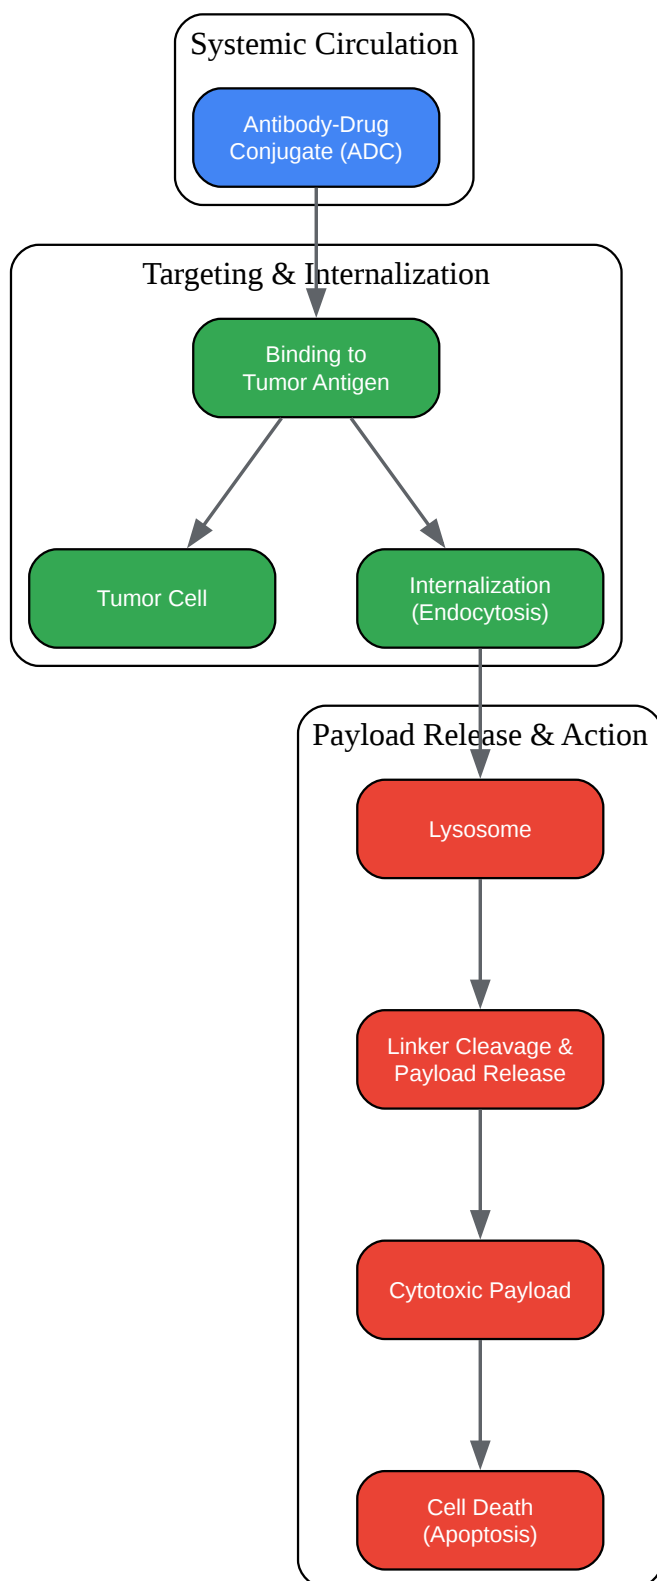 Systemic Circulation
Antibody-Drug
Conjugate (ADC)
Targeting & Internalization
Binding to
Tumor Antigen
Tumor Cell
Internalization
(Endocytosis)
Payload Release & Action
Lysosome
Linker Cleavage &
Payload Release
Cytotoxic Payload
Cell Death
(Apoptosis)